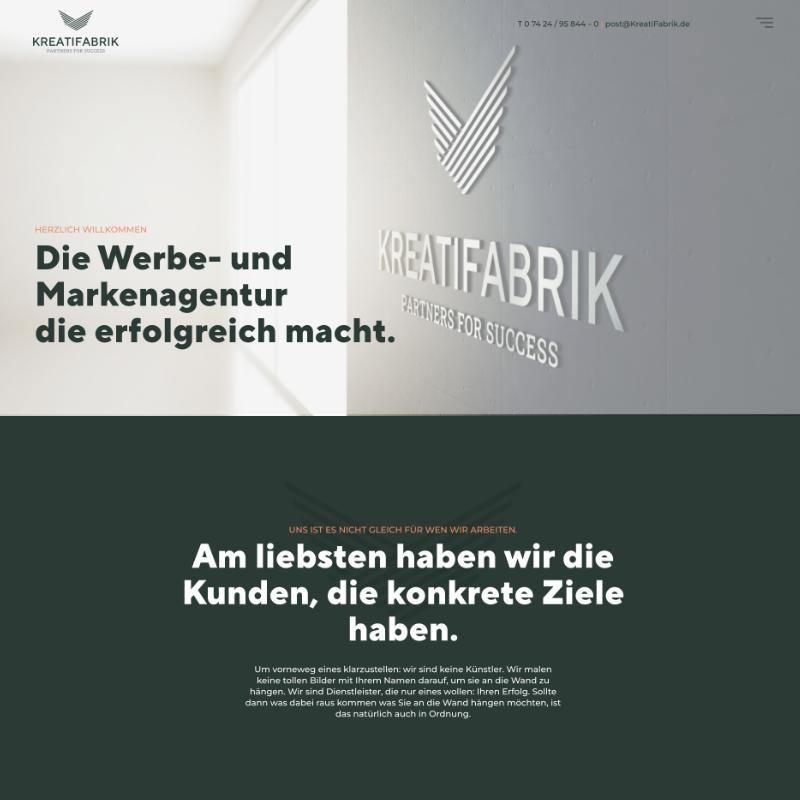 KREATIFABRIK
PARTNERS FOR SUCCESS
T 0 74 24 / 95 844 – 0 | post@KreatiFabrik.de
KREATIFABRIK
PARTNERS FOR SUCCESS
HERZLICH WILLKOMMEN
Die Werbe- und
Markenagentur
die erfolgreich macht.
UNS IST ES NICHT GLEICH FÜR WEN WIR ARBEITEN.
Am liebsten haben wir die
Kunden, die konkrete Ziele
haben.
Um vorneweg eines klarzustellen: wir sind keine Künstler. Wir malen
keine tollen Bilder mit Ihrem Namen darauf, um sie an die Wand zu
hängen. Wir sind Dienstleister, die nur eines wollen: Ihren Erfolg. Sollte
dann was dabei raus kommen was Sie an die Wand hängen möchten, ist
das natürlich auch in Ordnung.